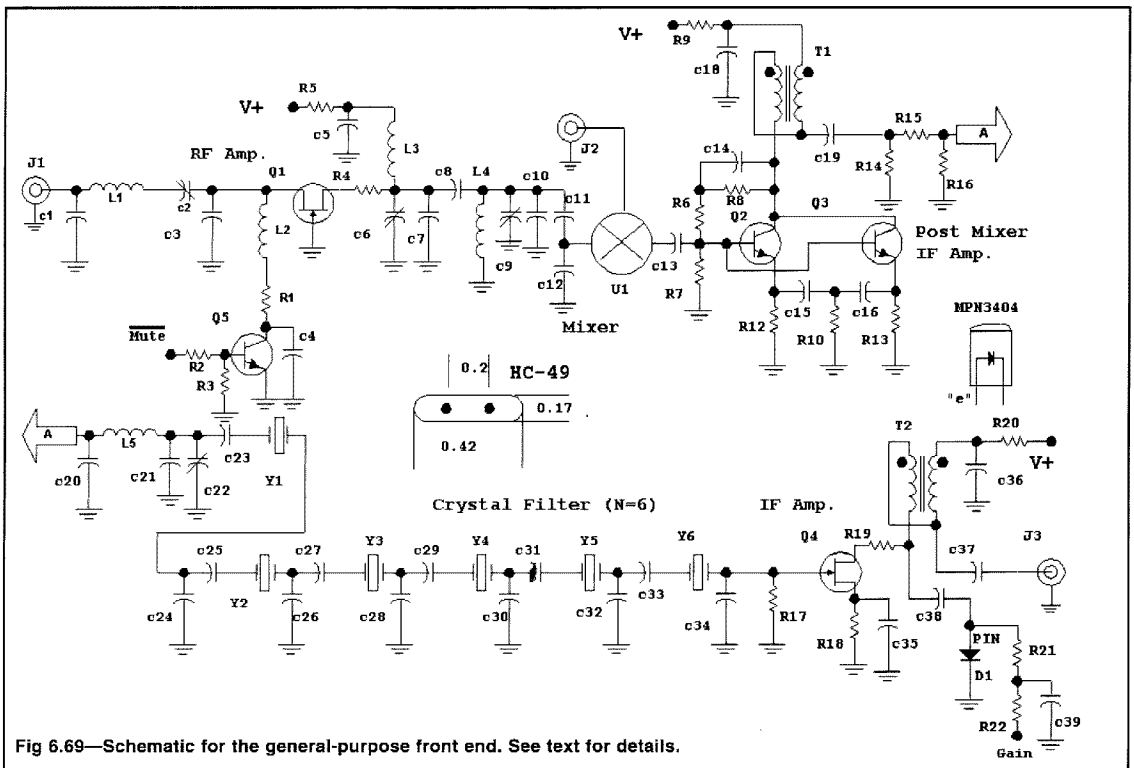 V+
R9
c18
T1
R5
V+
c5
L3
J2
c14
c19
R15
A
R14
R16
RF Amp.
J1
Q1
R4
c8
L4
c10
c11
R6
R8
Q2
Q3
L1
c2
c1
c3
L2
c6
c7
c9
c12
U1
c13
R7
Post Mixer
IF Amp.
Mixer
R12
c15
R10
c16
R13
MPN3404
"e"
R1
Q5
Mute
R2
R3
c4
0.2
HC-49
0.17
0.42
A
L5
c23
c20
c21
c22
Y1
T2
R20
V+
c36
Crystal Filter (N=6)
IF Amp.
c25
c27
Y3
c29
Y4
c31
Y5
Y6
Q4
R19
c37
J3
c24
Y2
c26
c28
c30
c32
c33
c34
R17
R18
c35
c38
PIN
D1
R21
R22
c39
Gain
Fig 6.69—Schematic for the general-purpose front end. See text for details.